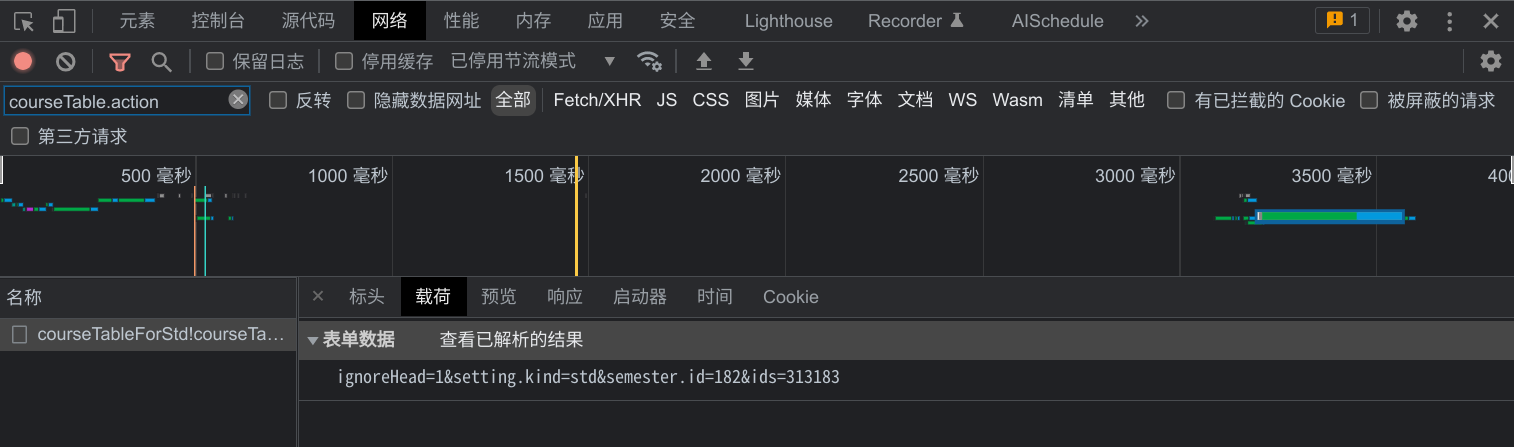 元素 控制台 源代码 网络 性能 内存 应用 安全 Lighthouse Recorder AISchedule 1
保留日志 停用缓存 已停用节流模式
courseTable.action 反转 隐藏数据网址 全部 Fetch/XHR JS CSS 图片 媒体 字体 文档 WS Wasm 清单 其他 有已拦截的 Cookie 被屏蔽的请求
第三方请求
500 毫秒 1000 毫秒 1500 毫秒 2000 毫秒 2500 毫秒 3000 毫秒 3500 毫秒 400
名称 标头 载荷 预览 响应 启动器 时间 Cookie
courseTableForStd!courseTa… 表单数据 查看已解析的结果
ignoreHead=1&setting.kind=std&semester.id=182&ids=313183